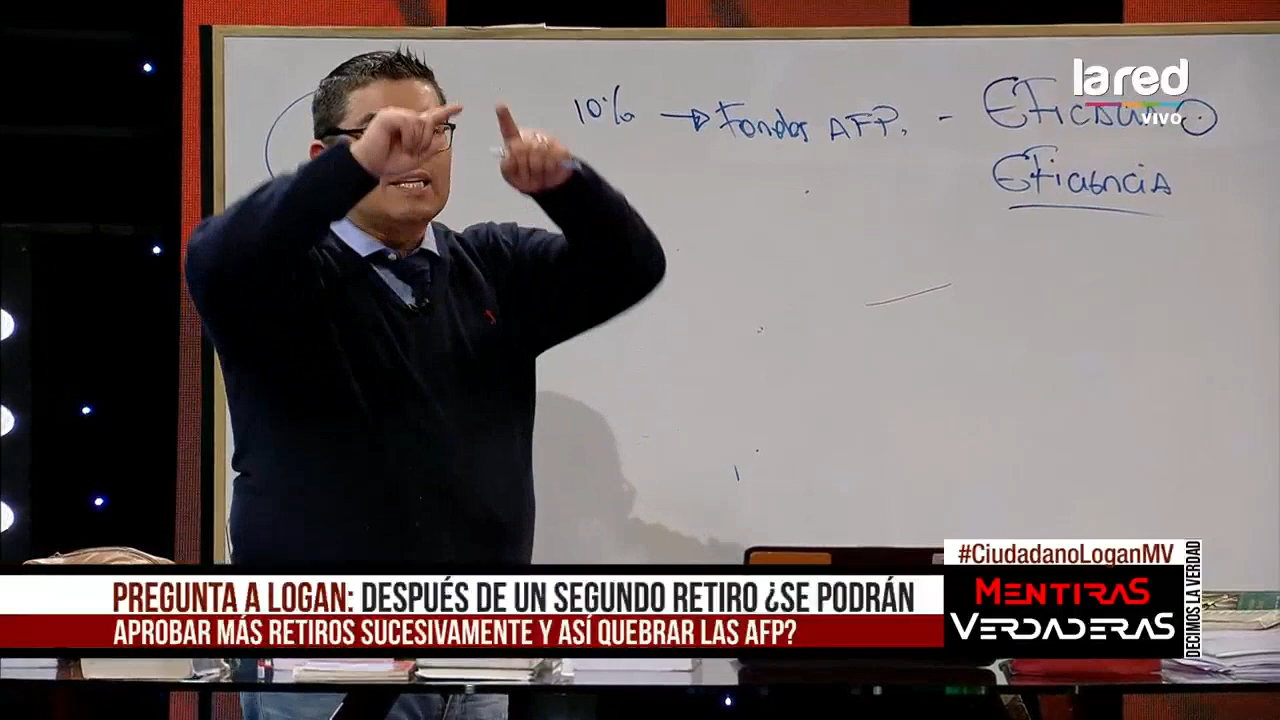 lared
vivo
10% → Fondos AFP. -
Eficiencia
#CiudadanoLoganMV
PREGUNTA A LOGAN: DESPUÉS DE UN SEGUNDO RETIRO ¿SE PODRÁN
APROBAR MÁS RETIROS SUCESIVAMENTE Y ASÍ QUEBRAR LAS AFP?
MENTIRAS
VERDADERAS
DECIMOS LA VERDAD